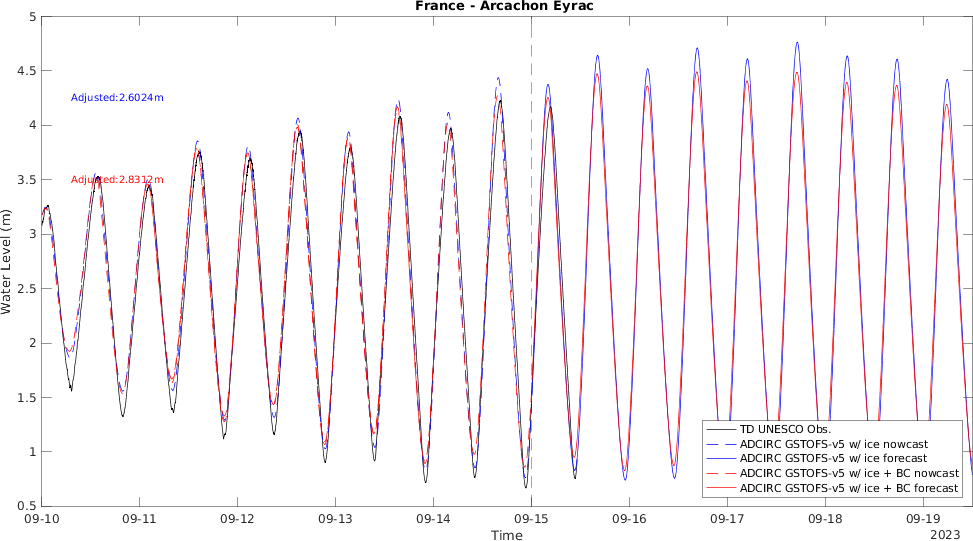 France - Arcachon Eyrac
5
4.5
4
3.5
3
2.5
2
1.5
1
0.5
Water Level (m)
Adjusted:2.6024m
Adjusted:2.8312m
TD UNESCO Obs.
ADCIRC GSTOFS-v5 w/ ice nowcast
ADCIRC GSTOFS-v5 w/ ice forecast
ADCIRC GSTOFS-v5 w/ ice + BC nowcast
ADCIRC GSTOFS-v5 w/ ice + BC forecast
09-10 09-11 09-12 09-13 09-14 09-15 09-16 09-17 09-18 09-19
Time
2023